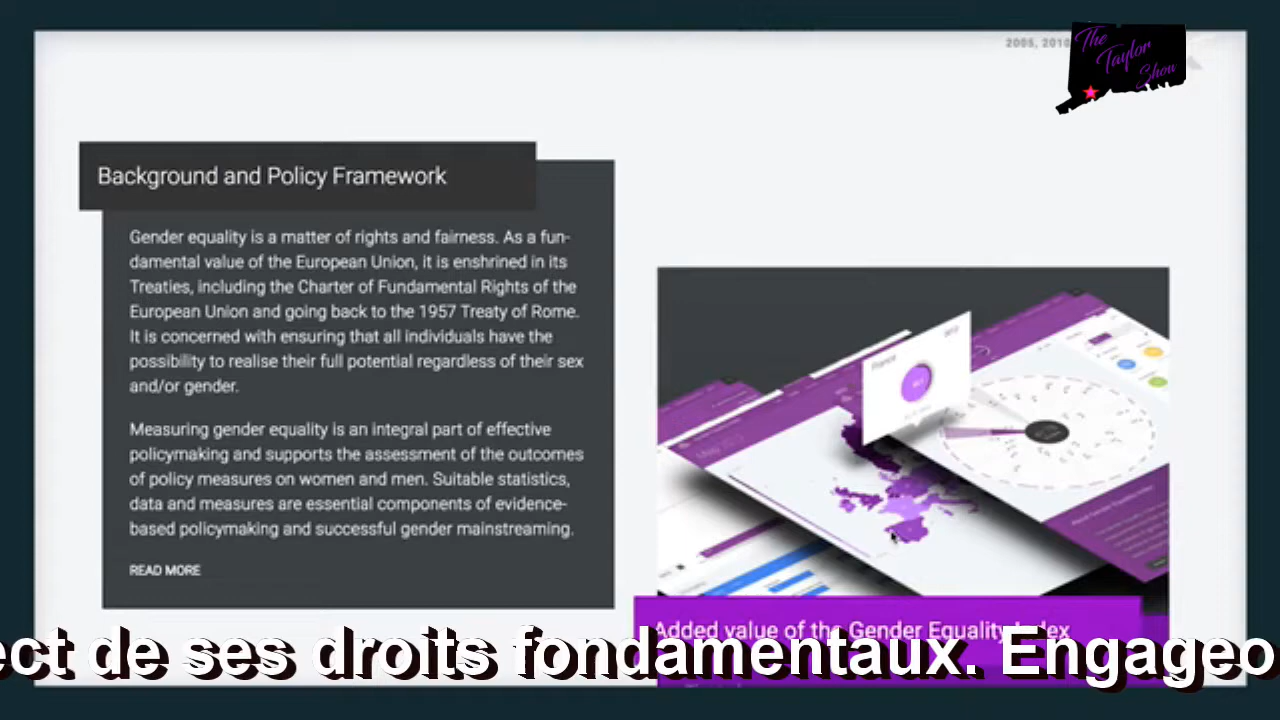 2005, 2010
The
Taylor
Show
Background and Policy Framework
Gender equality is a matter of rights and fairness. As a fun-
damental value of the European Union, it is enshrined in its
Treaties, including the Charter of Fundamental Rights of the
European Union and going back to the 1957 Treaty of Rome.
It is concerned with ensuring that all individuals have the
possibility to realise their full potential regardless of their sex
and/or gender.
Measuring gender equality is an integral part of effective
policymaking and supports the assessment of the outcomes
of policy measures on women and men. Suitable statistics,
data and measures are essential components of evidence-
based policymaking and successful gender mainstreaming.
READ MORE
France
Added value of the Gender Equality Index
ect de ses droits fondamentaux. Engageo